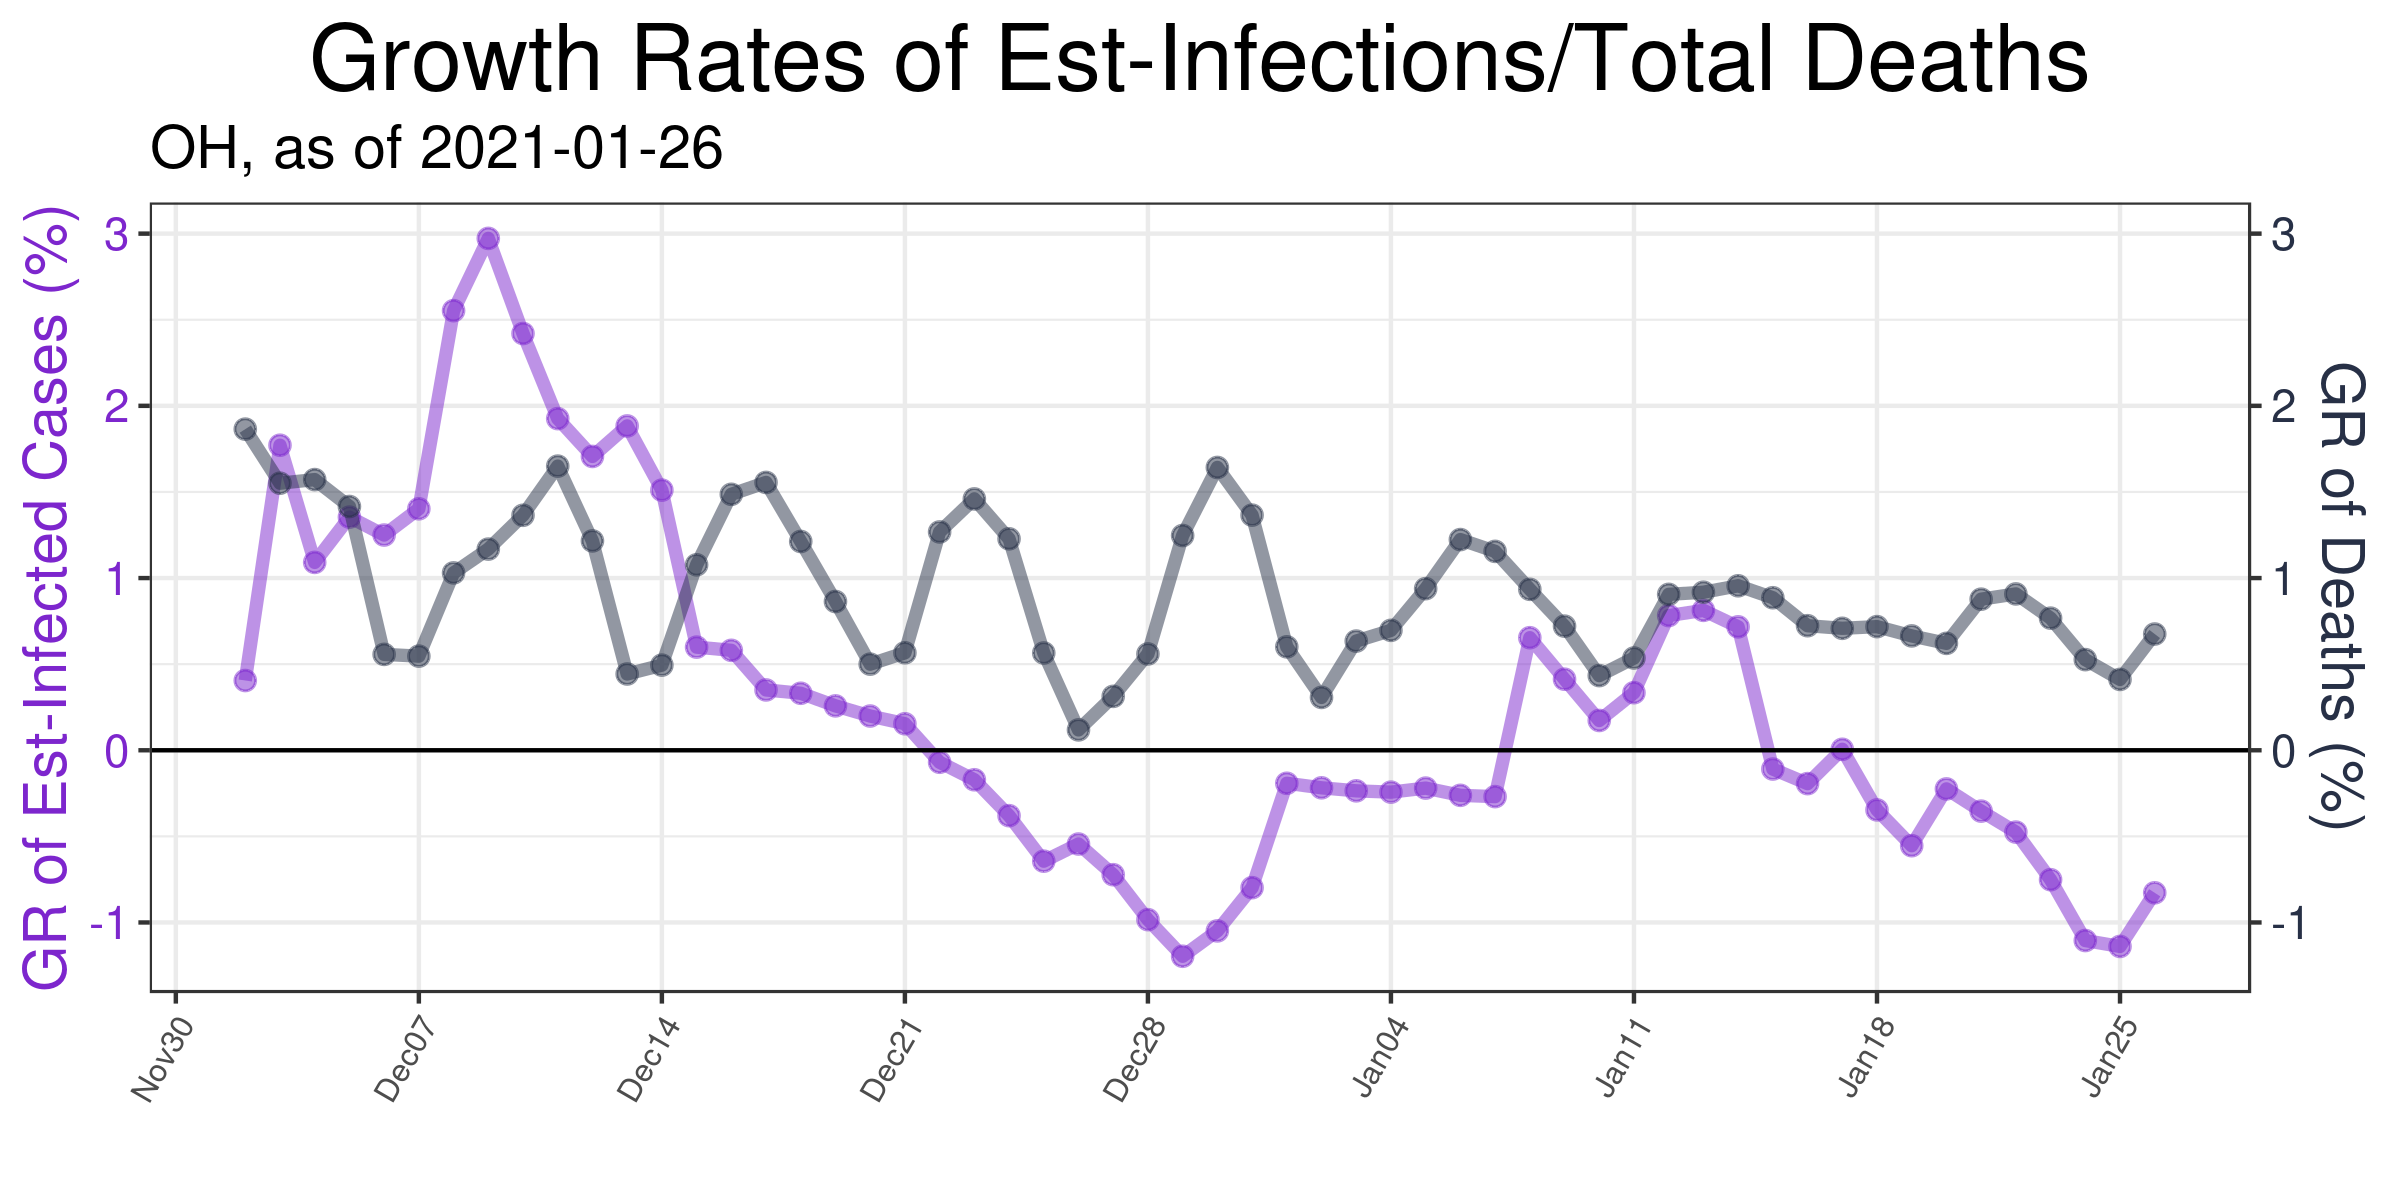 Growth Rates of Est-Infections/Total Deaths
OH, as of 2021-01-26
GR of Est-Infected Cases (%)
3
2
1
0
-1
3
2
1
0
-1
GR of Deaths (%)
Nov30
Dec07
Dec14
Dec21
Dec28
Jan04
Jan11
Jan18
Jan25